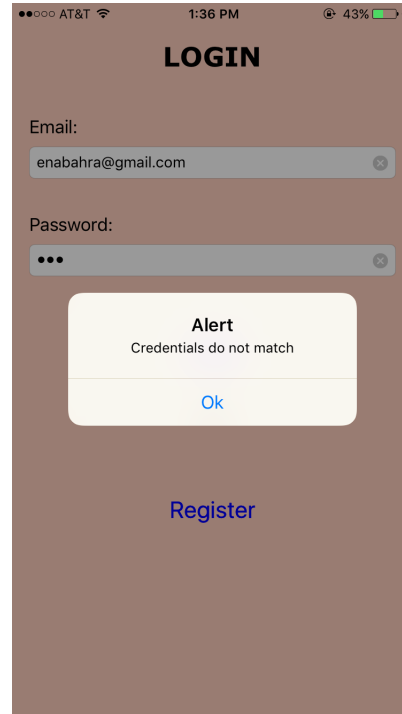 AT&T 1:36 PM 43%
LOGIN
Email:
enabahra@gmail.com
Password:
●●●
Alert
Credentials do not match
Ok
Register